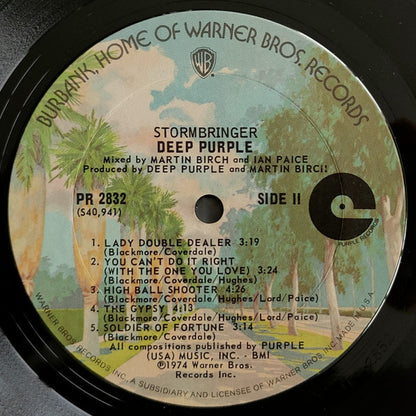 BURBANK, HOME OF WARNER BROS. RECORDS
WB
STORMBRINGER
DEEP PURPLE
Mixed by MARTIN BIRCH and IAN PAICE
Produced by DEEP PURPLE and MARTIN BIRCH
PR 2832
(S40,941)
SIDE II
PURPLE RECORDS
1. LADY DOUBLE DEALER 3:19
(Blackmore/Coverdale)
2. YOU CAN'T DO IT RIGHT
(WITH THE ONE YOU LOVE) 3:24
(Blackmore/Coverdale/Hughes)
3. HIGH BALL SHOOTER 4:26
(Blackmore/Coverdale/Hughes/Lord/Paice)
4. THE GYPSY 4:13
(Blackmore/Coverdale/Hughes/Lord/Paice)
5. SOLDIER OF FORTUNE 3:14
(Blackmore/Coverdale)
All compositions published by PURPLE
(USA) MUSIC, INC. - BMI
Ⓟ1974 Warner Bros.
Records Inc.
WARNER BROS. RECORDS INC., A SUBSIDIARY AND LICENSEE OF WARNER BROS. INC. MADE IN U.S.A.